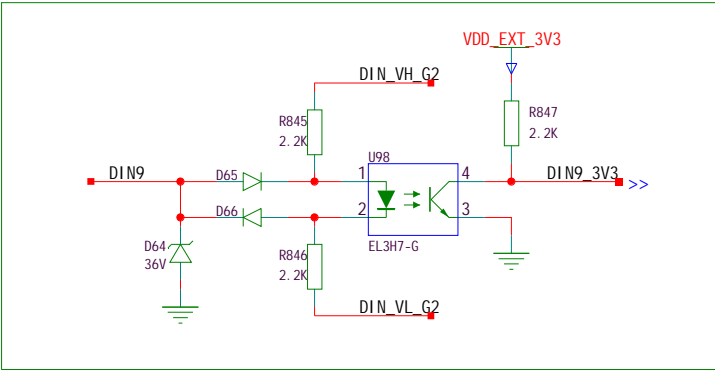 VDD_EXT_3V3
DIN_VH_G2
R845
2.2K
R847
2.2K
U98
DIN9
D65
1
4
DIN9_3V3
>>
D66
2
3
D64
36V
EL3H7-G
R846
2.2K
DIN_VL_G2